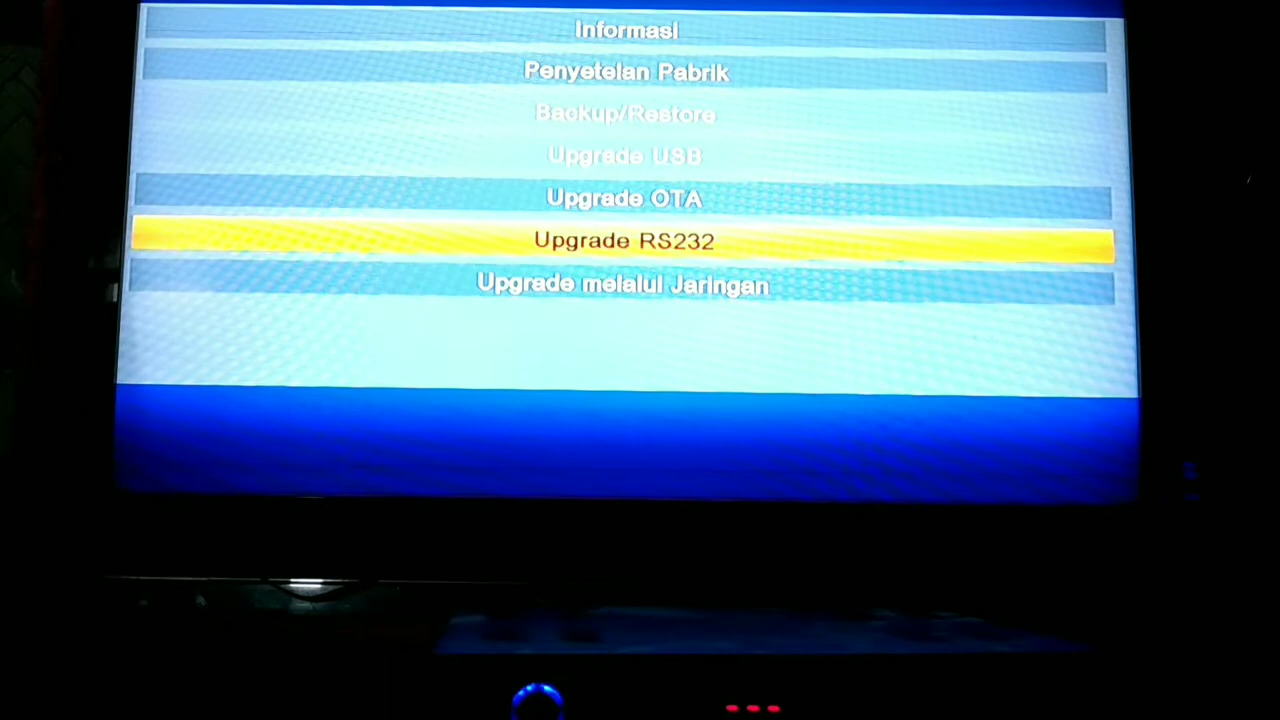 Informasi
Penyetelan Pabrik
Backup/Restore
Upgrade USB
Upgrade OTA
Upgrade RS232
Upgrade melalui Jaringan